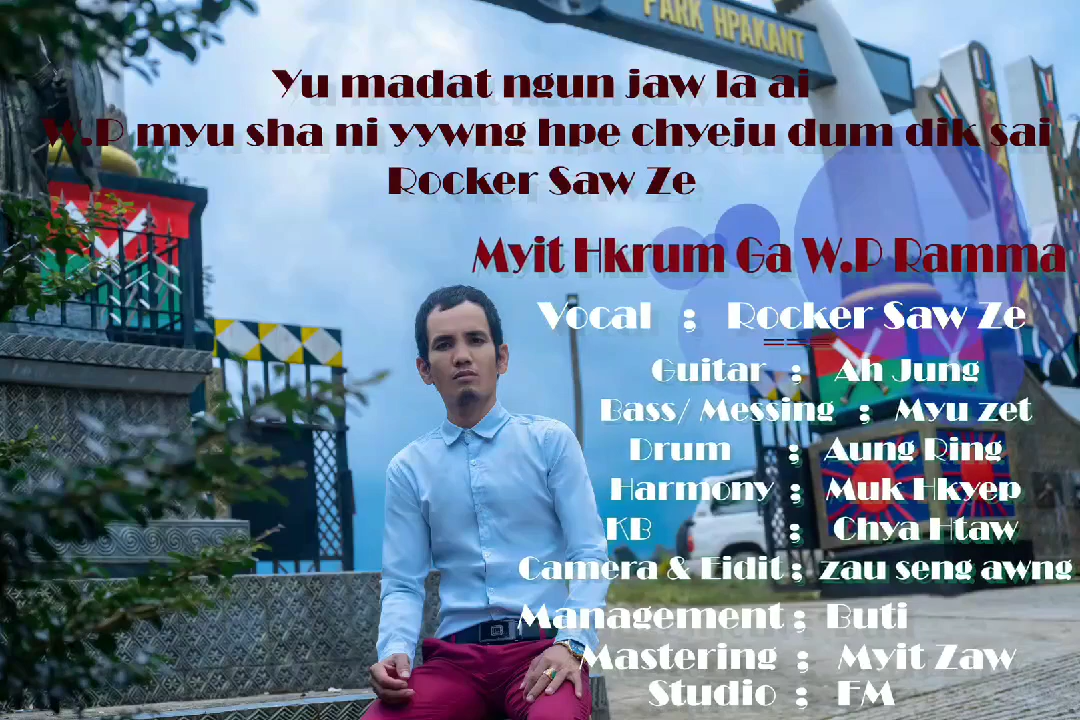 PARK HPAKANT
Yu madat ngun jaw la ai
W.P myu sha ni yywng hpe chyeju dum dik sai
Rocker Saw Ze
Myit Hkrum Ga W.P Ramma
Vocal ; Rocker Saw Ze
====
Guitar ; Ah Jung
Bass/ Messing ; Myu zet
Drum ; Aung Ring
Harmony ; Muk Hkyep
KB ; Chya Htaw
Camera & Eidit ; zau seng awng
Management ; Buti
Mastering ; Myit Zaw
Studio ; FM